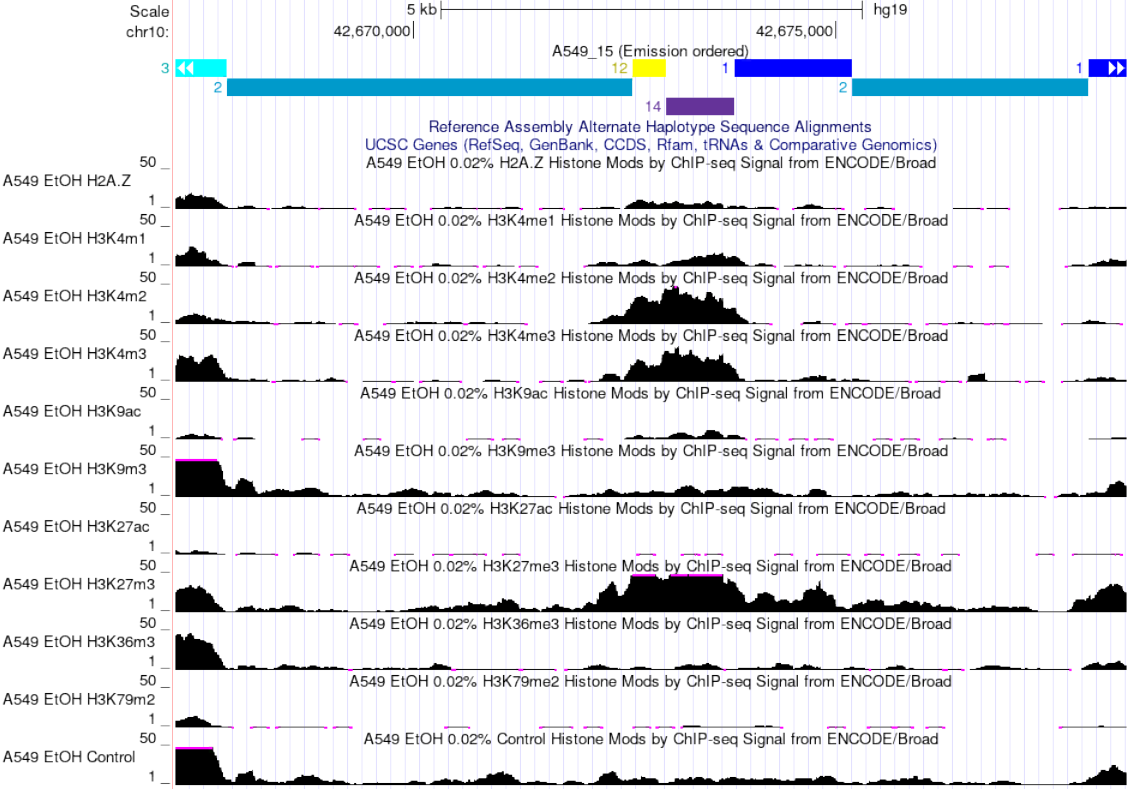 Scale 5 kb hg19
chr10: 42,670,000 42,675,000
A549_15 (Emission ordered)
3 12 1
2 2 1
14
Reference Assembly Alternate Haplotype Sequence Alignments
UCSC Genes (RefSeq, GenBank, CCDS, Rfam, tRNAs & Comparative Genomics)
50 _ A549 EtOH 0.02% H2A.Z Histone Mods by ChIP-seq Signal from ENCODE/Broad
A549 EtOH H2A.Z
1 _
50 _ A549 EtOH 0.02% H3K4me1 Histone Mods by ChIP-seq Signal from ENCODE/Broad
A549 EtOH H3K4m1
1 _
50 _ A549 EtOH 0.02% H3K4me2 Histone Mods by ChIP-seq Signal from ENCODE/Broad
A549 EtOH H3K4m2
1 _
50 _ A549 EtOH 0.02% H3K4me3 Histone Mods by ChIP-seq Signal from ENCODE/Broad
A549 EtOH H3K4m3
1 _
50 _ A549 EtOH 0.02% H3K9ac Histone Mods by ChIP-seq Signal from ENCODE/Broad
A549 EtOH H3K9ac
1 _
50 _ A549 EtOH 0.02% H3K9me3 Histone Mods by ChIP-seq Signal from ENCODE/Broad
A549 EtOH H3K9m3
1 _
50 _ A549 EtOH 0.02% H3K27ac Histone Mods by ChIP-seq Signal from ENCODE/Broad
A549 EtOH H3K27ac
1 _
50 _ A549 EtOH 0.02% H3K27me3 Histone Mods by ChIP-seq Signal from ENCODE/Broad
A549 EtOH H3K27m3
1 _
50 _ A549 EtOH 0.02% H3K36me3 Histone Mods by ChIP-seq Signal from ENCODE/Broad
A549 EtOH H3K36m3
1 _
50 _ A549 EtOH 0.02% H3K79me2 Histone Mods by ChIP-seq Signal from ENCODE/Broad
A549 EtOH H3K79m2
1 _
50 _ A549 EtOH 0.02% Control Histone Mods by ChIP-seq Signal from ENCODE/Broad
A549 EtOH Control
1 _